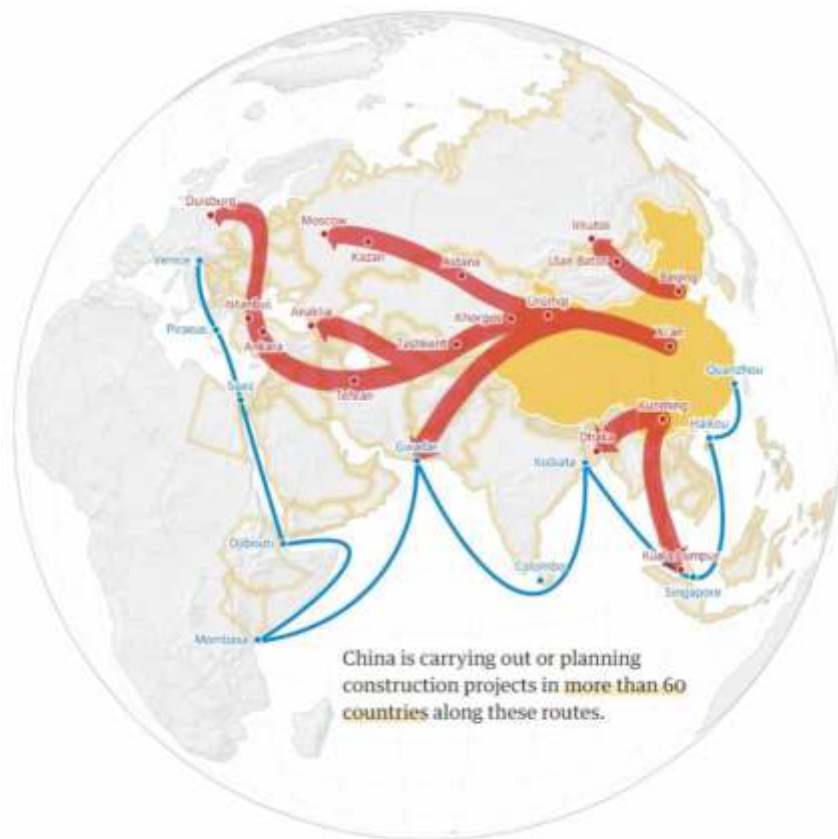 Duisburg
Moscow
Kazan
Astana
Irkutsk
Ulan Bator
Beijing
Venice
Istanbul
Anaklia
Khorgos
Urumqi
Xi'an
Piraeus
Ankara
Tashkent
Tehran
Quanzhou
Suez
Kunming
Haikou
Gwadar
Dhaka
Kolkata
Djibouti
Colombo
Kuala Lumpur
Singapore
Mombasa
China is carrying out or planning
construction projects in more than 60
countries along these routes.